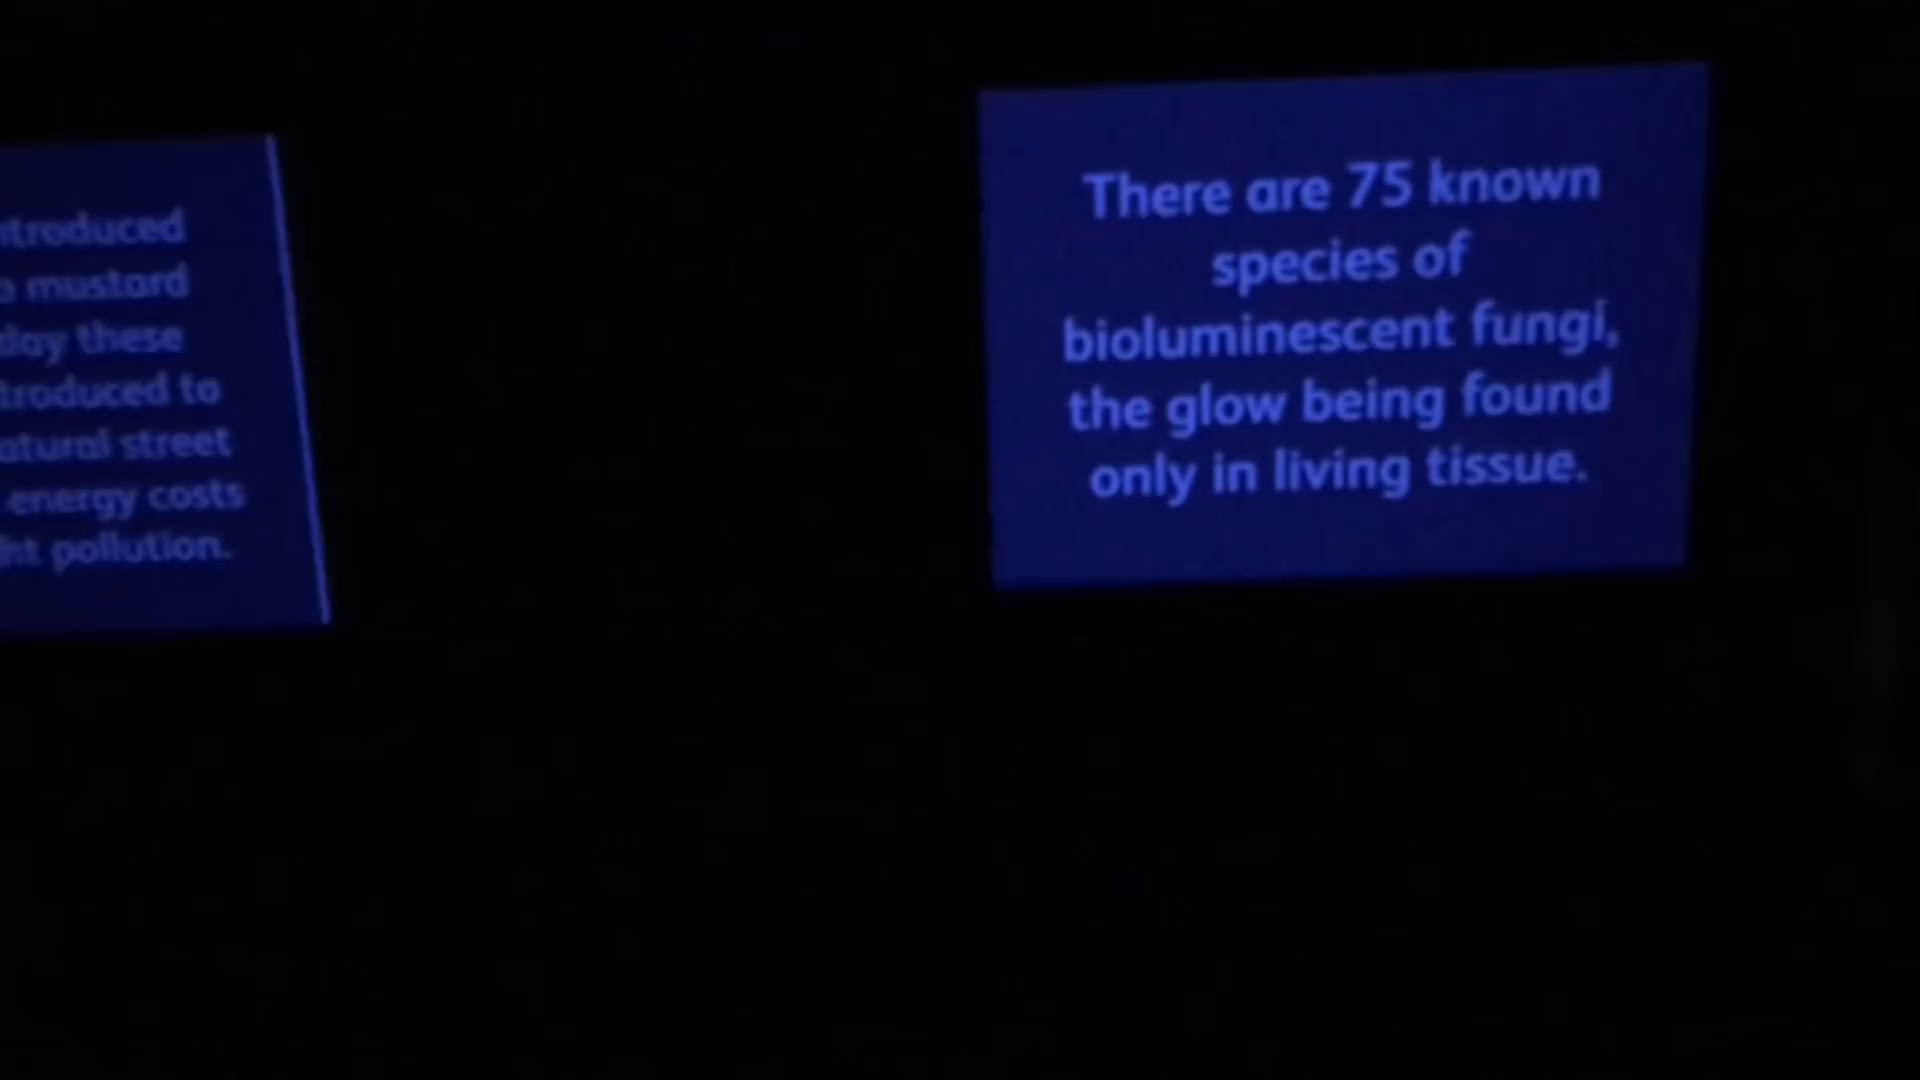 mustard
these
to
street
energy costs
pollution.
There are 75 known
species of
bioluminescent fungi,
the glow being found
only in living tissue.